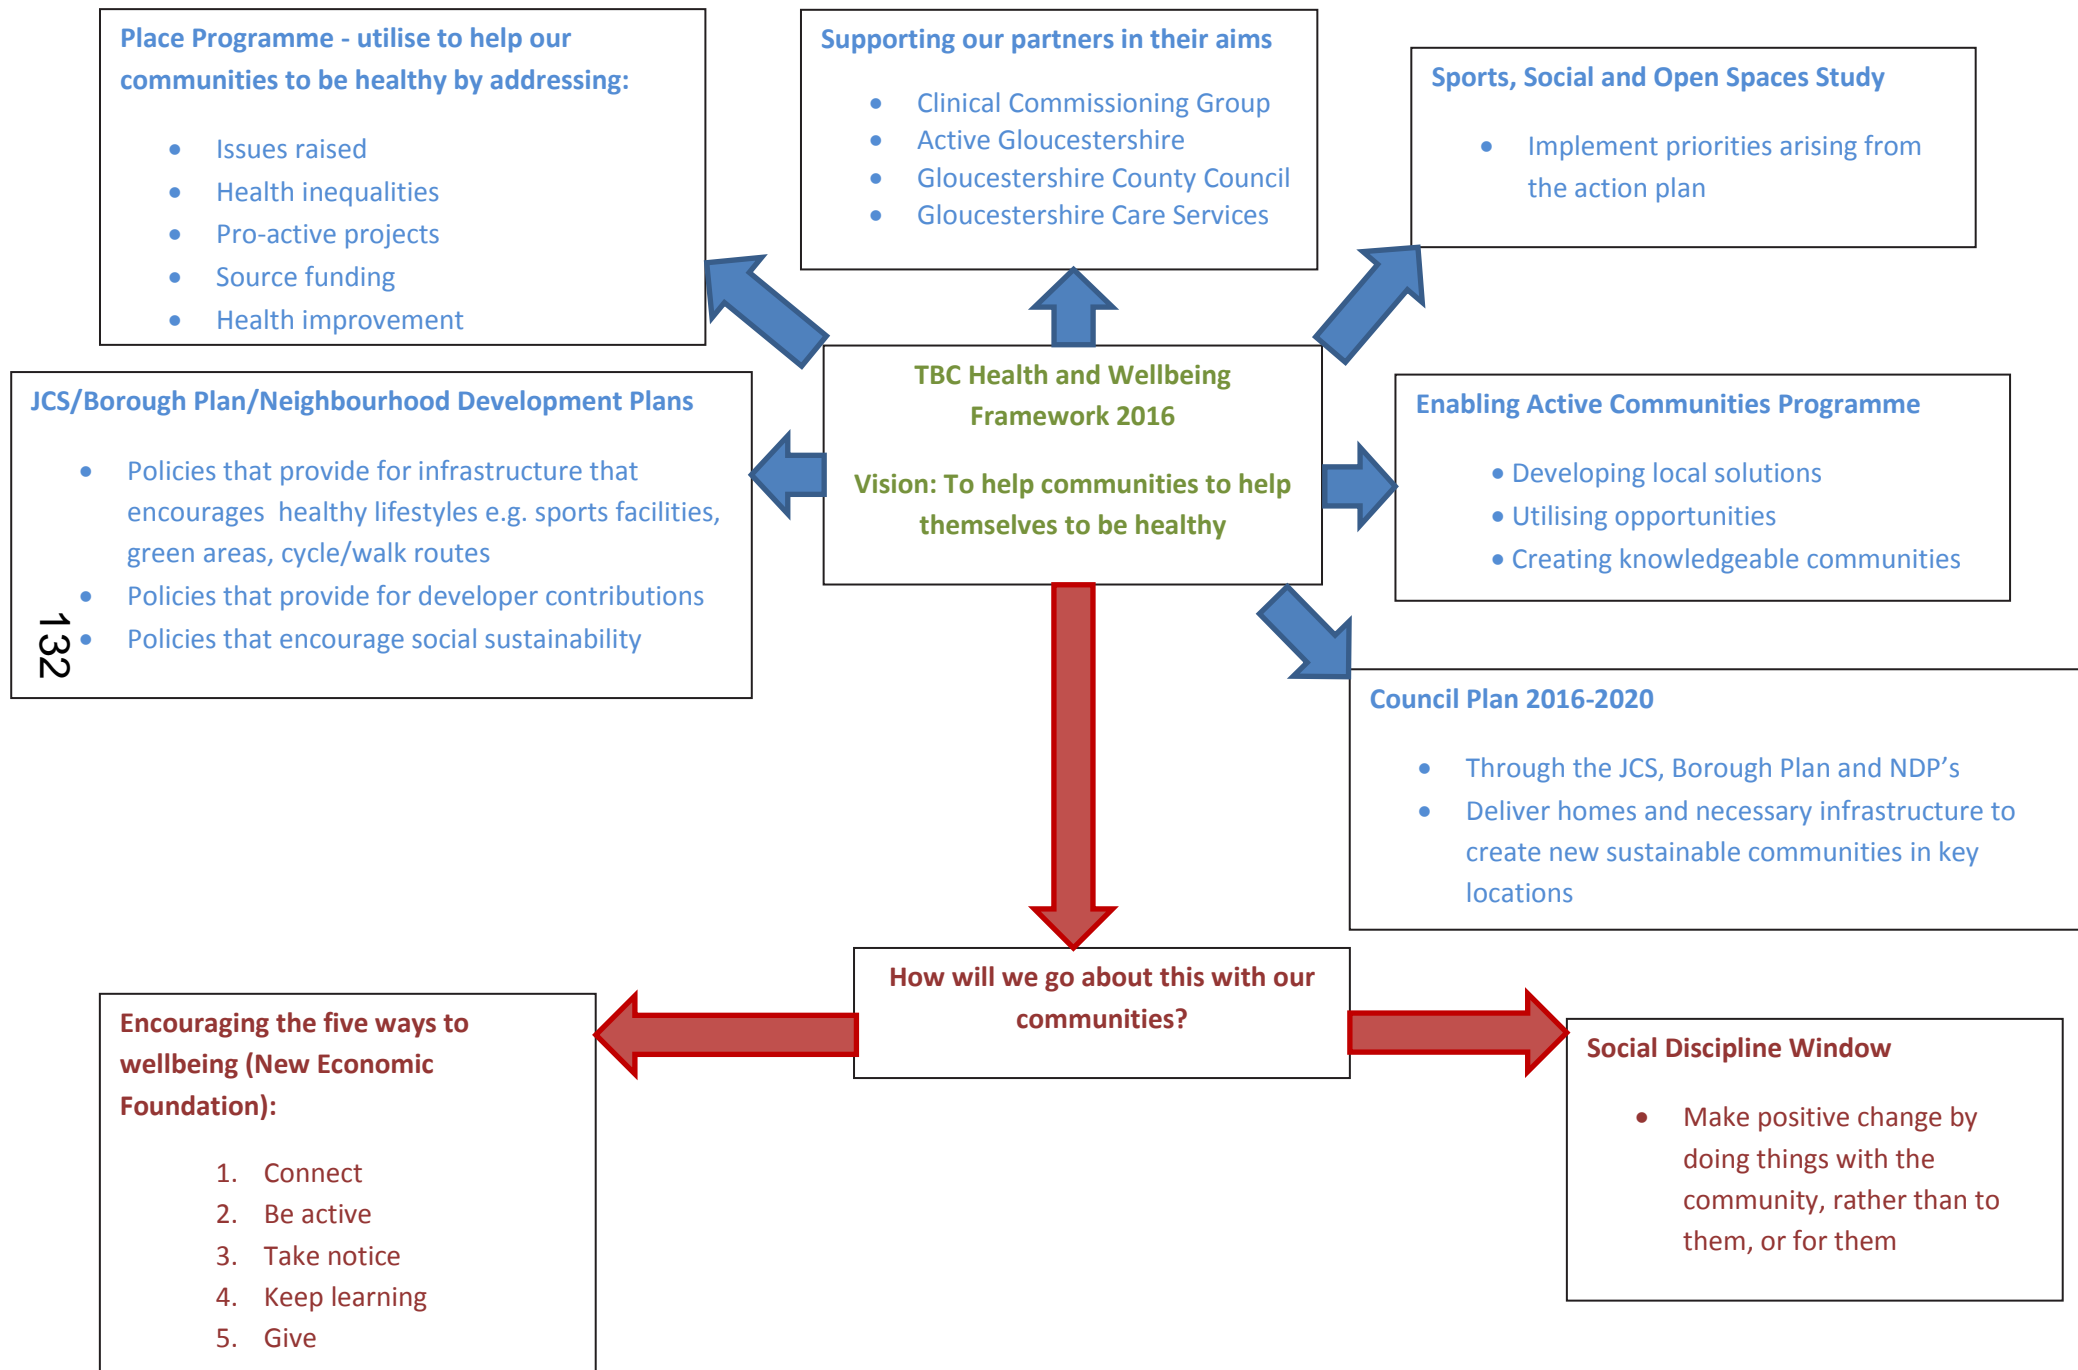 Place Programme - utilise to help our
communities to be healthy by addressing:
• Issues raised
• Health inequalities
• Pro-active projects
• Source funding
• Health improvement
Supporting our partners in their aims
• Clinical Commissioning Group
• Active Gloucestershire
• Gloucestershire County Council
• Gloucestershire Care Services
Sports, Social and Open Spaces Study
• Implement priorities arising from
the action plan
JCS/Borough Plan/Neighbourhood Development Plans
• Policies that provide for infrastructure that
encourages  healthy lifestyles e.g. sports facilities,
green areas, cycle/walk routes
• Policies that provide for developer contributions
• Policies that encourage social sustainability
132
TBC Health and Wellbeing
Framework 2016
Vision: To help communities to help
themselves to be healthy
Enabling Active Communities Programme
• Developing local solutions
• Utilising opportunities
• Creating knowledgeable communities
Council Plan 2016-2020
• Through the JCS, Borough Plan and NDP’s
• Deliver homes and necessary infrastructure to
create new sustainable communities in key
locations
How will we go about this with our
communities?
Encouraging the five ways to
wellbeing (New Economic
Foundation):
1. Connect
2. Be active
3. Take notice
4. Keep learning
5. Give
Social Discipline Window
• Make positive change by
doing things with the
community, rather than to
them, or for them